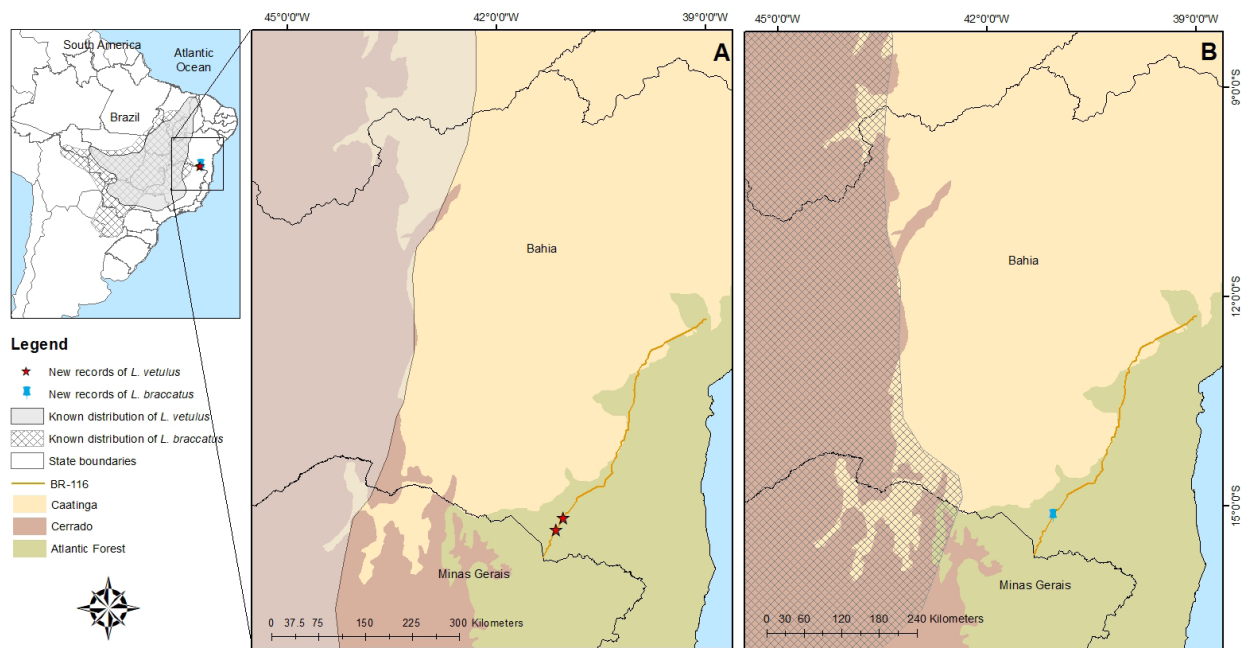 South America
Atlantic
Ocean
Brazil
Legend
New records of L. vetulus
New records of L. braccatus
Known distribution of L. vetulus
Known distribution of L. braccatus
State boundaries
BR-116
Caatinga
Cerrado
Atlantic Forest
45°0'0"W 42°0'0"W 39°0'0"W
A
Bahia
Minas Gerais
0 37.5 75 150 225 300 Kilometers
45°0'0"W 42°0'0"W 39°0'0"W
B
9°0'0"S
12°0'0"S
15°0'0"S
Bahia
Minas Gerais
0 30 60 120 180 240 Kilometers